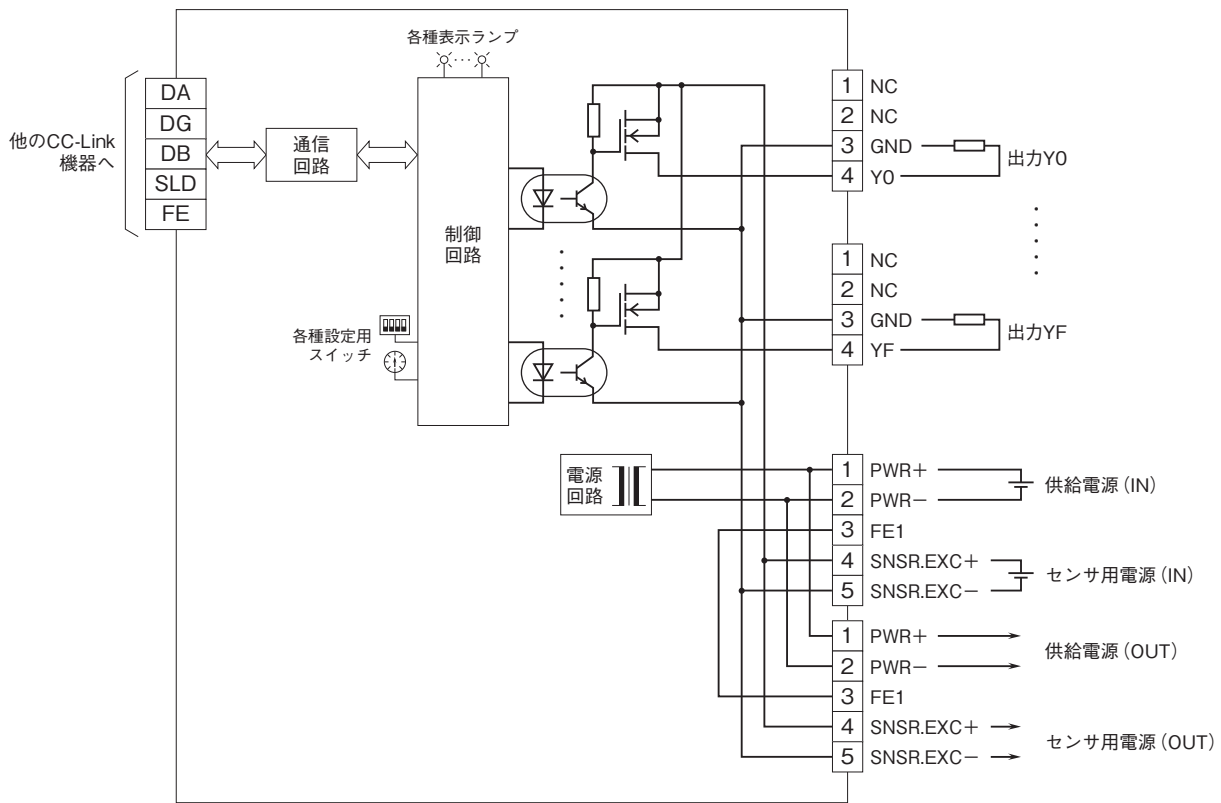 各種表示ランプ
他のCC-Link
機器へ
DA
DG
DB
SLD
FE
通信
回路
制御
回路
各種設定用
スイッチ
1 NC
2 NC
3 GND
4 Y0
出力Y0
1 NC
2 NC
3 GND
4 YF
出力YF
電源
回路
1 PWR+
2 PWR−
3 FE1
4 SNSR.EXC+
5 SNSR.EXC−
供給電源(IN)
センサ用電源(IN)
1 PWR+
2 PWR−
3 FE1
4 SNSR.EXC+
5 SNSR.EXC−
供給電源(OUT)
センサ用電源(OUT)